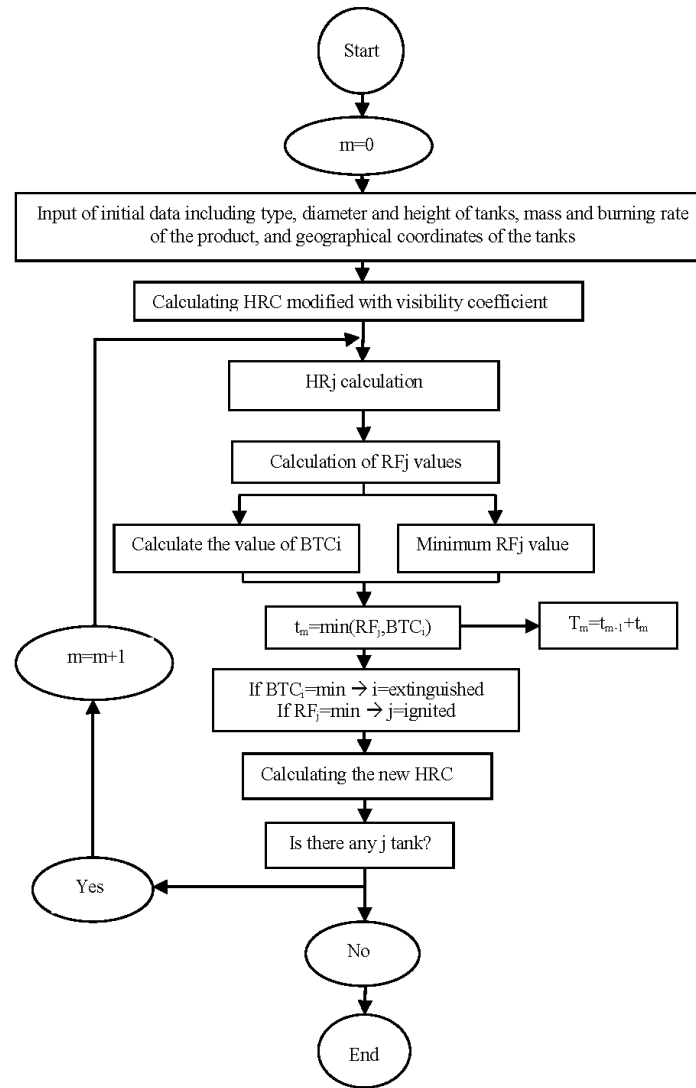 Start
m=0
Input of initial data including type, diameter and height of tanks, mass and burning rate
of the product, and geographical coordinates of the tanks
Calculating HRC modified with visibility coefficient
HRj calculation
Calculation of RFj values
Calculate the value of BTCi
Minimum RFj value
tₘ=min(RFⱼ,BTCᵢ)
Tₘ=tₘ₋₁+tₘ
m=m+1
If BTCᵢ=min → i=extinguished
If RFⱼ=min → j=ignited
Calculating the new HRC
Is there any j tank?
Yes
No
End